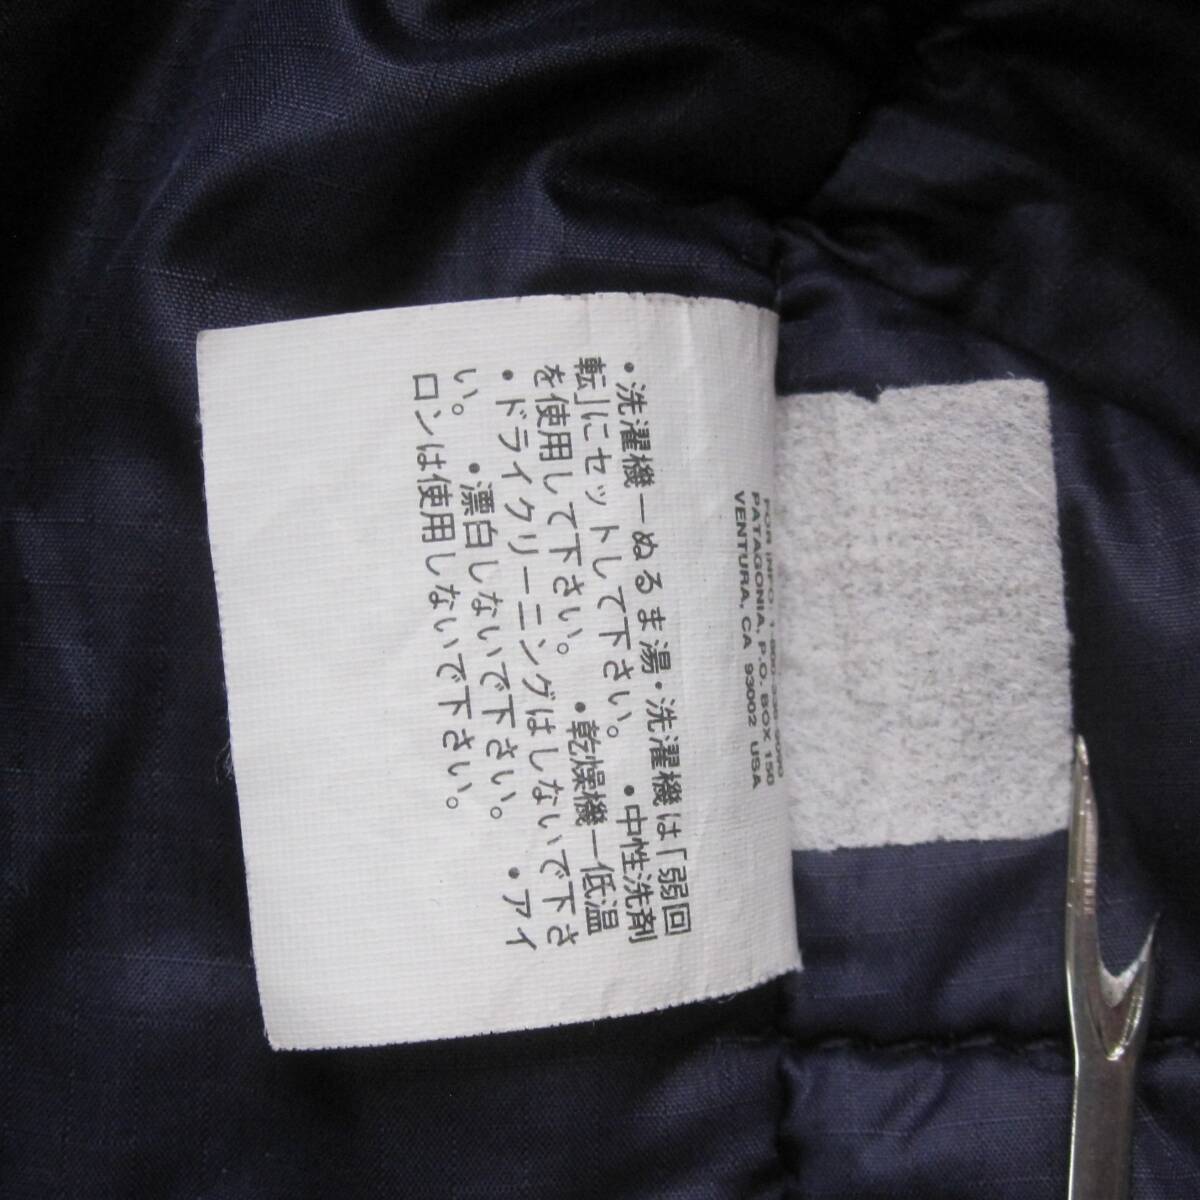 FOR INFO 1-800-
PATAGONIA, P.O. BOX 150
VENTURA, CA 93002 USA
・洗濯機ーぬるま湯・洗濯機は「弱回
転」にセットして下さい。 ・中性洗剤
を使用して下さい。 ・乾燥機ー低温
・ドライクリーニングはしないで下さ
い。 ・漂白しないで下さい。 ・アイ
ロンは使用しないで下さい。